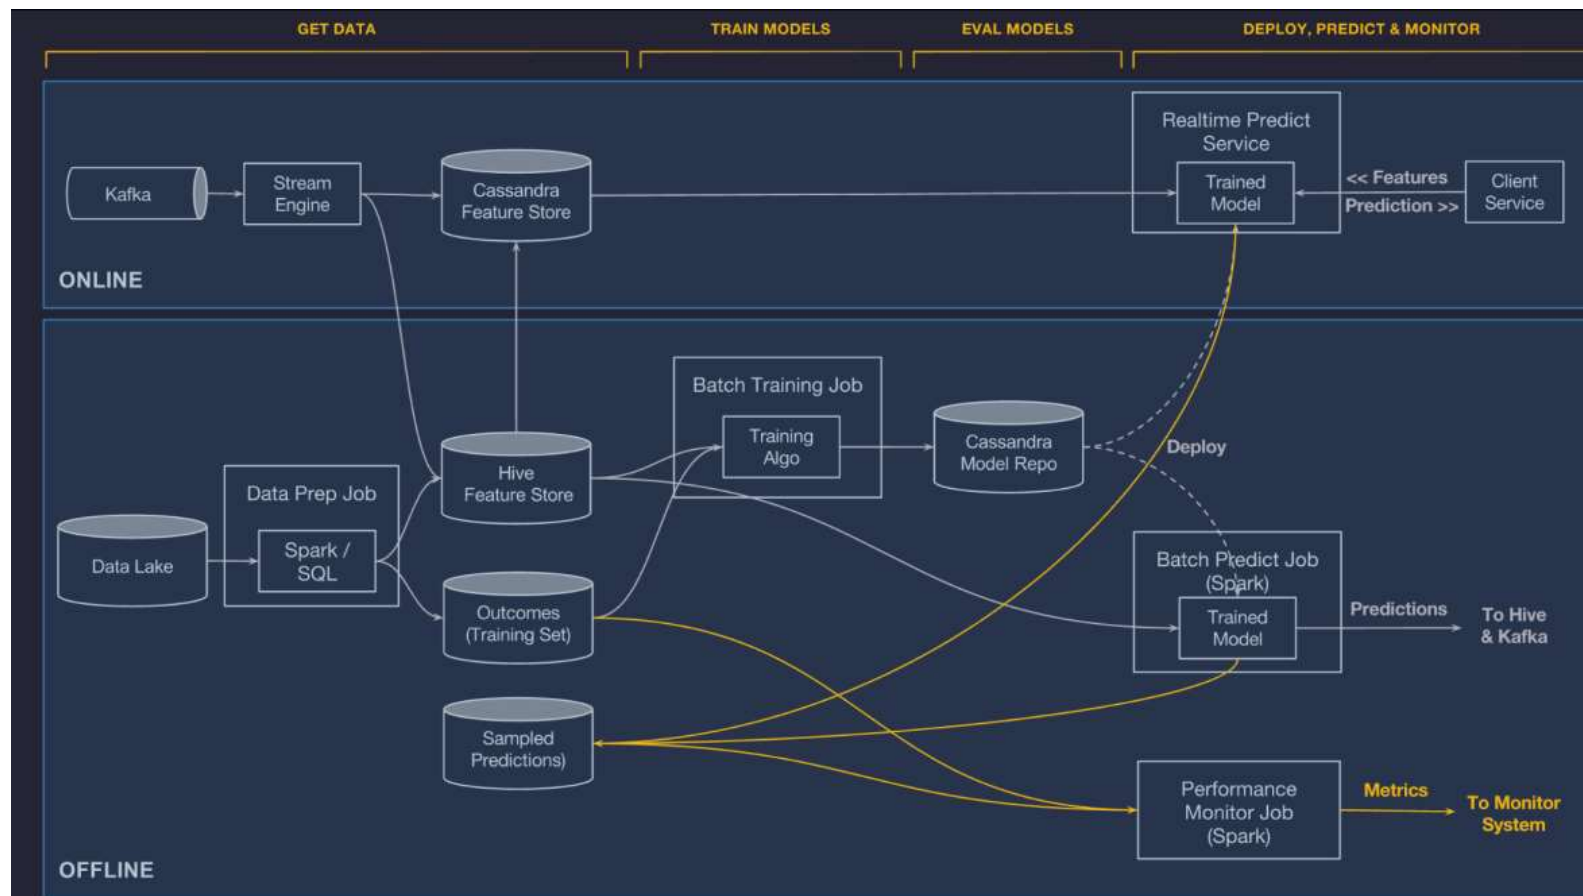 GET DATA
TRAIN MODELS
EVAL MODELS
DEPLOY, PREDICT & MONITOR
Kafka
Stream
Engine
Cassandra
Feature Store
Realtime Predict
Service
Trained
Model
<< Features
Prediction >>
Client
Service
ONLINE
Data Lake
Data Prep Job
Spark /
SQL
Hive
Feature Store
Outcomes
(Training Set)
Sampled
Predictions)
Batch Training Job
Training
Algo
Cassandra
Model Repo
Deploy
Batch Predict Job
(Spark)
Trained
Model
Predictions
To Hive
& Kafka
Performance
Monitor Job
(Spark)
Metrics
To Monitor
System
OFFLINE